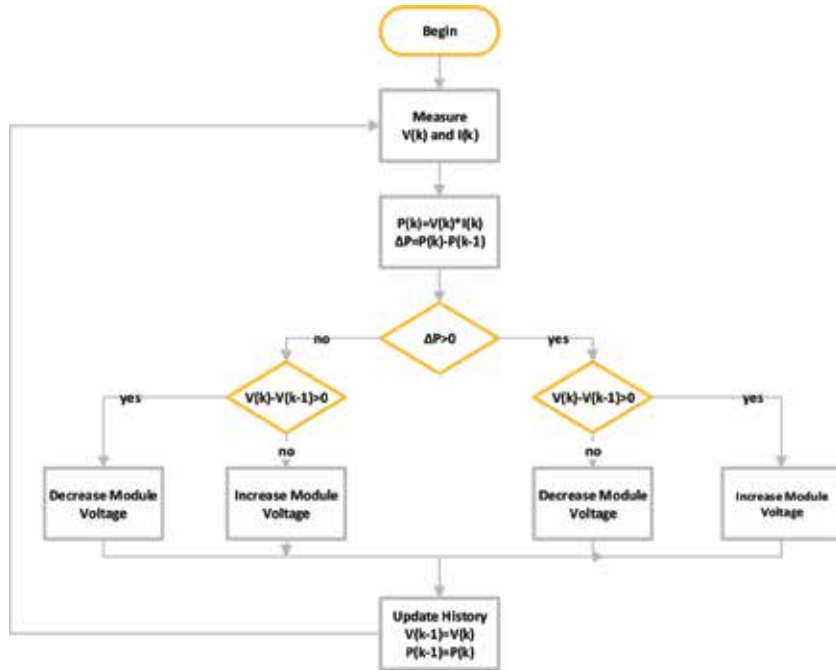 Begin
Measure
V(k) and I(k)
P(k)=V(k)*I(k)
ΔP=P(k)-P(k-1)
ΔP>0
no
yes
V(k)-V(k-1)>0
yes
no
V(k)-V(k-1)>0
yes
no
Decrease Module
Voltage
Increase Module
Voltage
Decrease Module
Voltage
Increase Module
Voltage
Update History
V(k-1)=V(k)
P(k-1)=P(k)